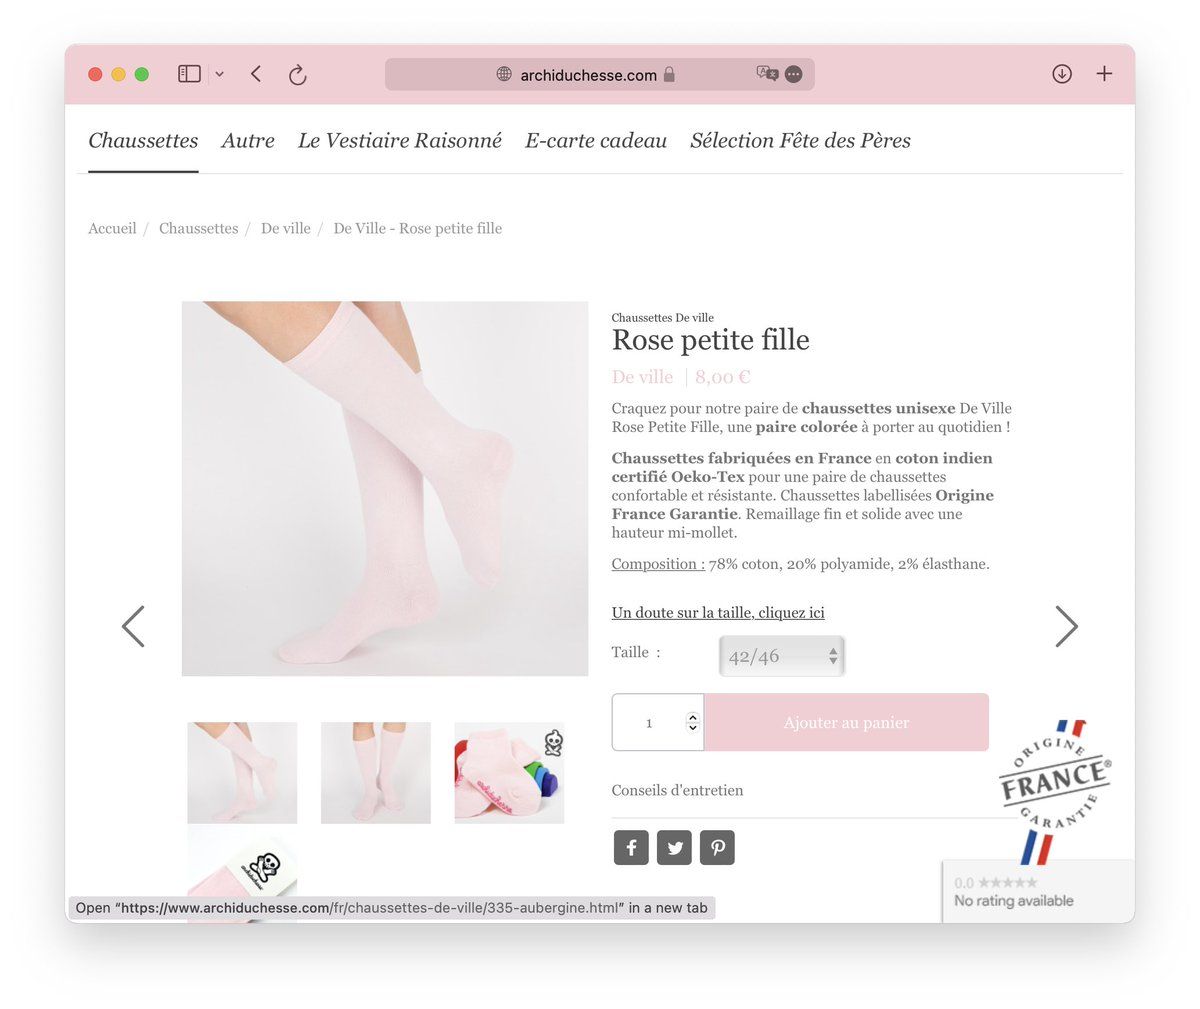 archiduchesse.com
Chaussettes Autre Le Vestiaire Raisonné E-carte cadeau Sélection Fête des Pères
Accueil / Chaussettes / De ville / De Ville - Rose petite fille
Chaussettes De ville
Rose petite fille
De ville | 8,00 €
Craquez pour notre paire de chaussettes unisexe De Ville
Rose Petite Fille, une paire colorée à porter au quotidien !
Chaussettes fabriquées en France en coton indien
certifié Oeko-Tex pour une paire de chaussettes
confortable et résistante. Chaussettes labellisées Origine
France Garantie. Remaillage fin et solide avec une
hauteur mi-mollet.
Composition : 78% coton, 20% polyamide, 2% élasthane.
Un doute sur la taille, cliquez ici
Taille : 42/46
1 Ajouter au panier
Conseils d'entretien
ORIGINE
FRANCE®
GARANTIE
archiduchesse
archiduchesse
0.0 ★★★★★
No rating available
Open “https://www.archiduchesse.com/fr/chaussettes-de-ville/335-aubergine.html” in a new tab